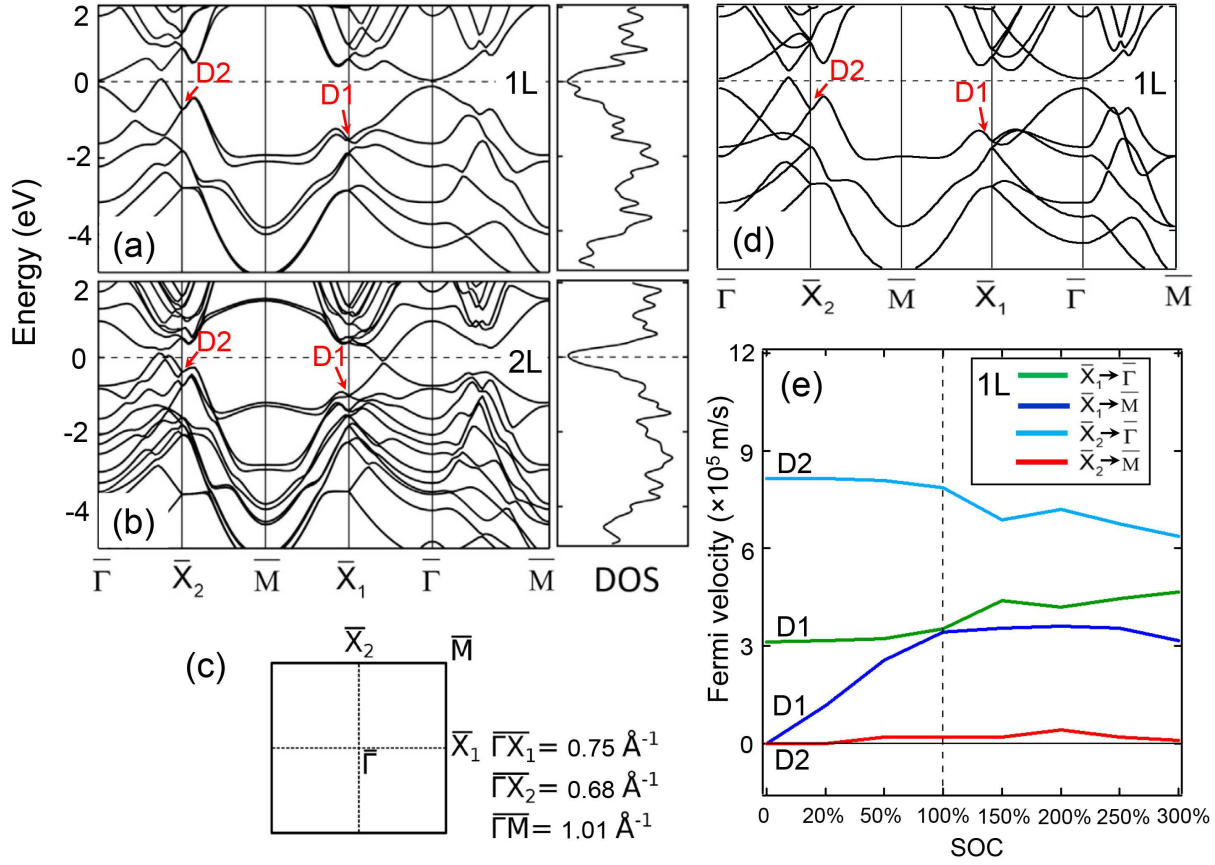 Energy (eV)
2
0
-2
-4
D2
D1
1L
(a)
2
0
-2
-4
D2
D1
2L
(b)
Γ̅ X̅₂ M̅ X̅₁ Γ̅ M̅
DOS
(c)
X̅₂ M̅
Γ̅
X̅₁
Γ̅X̅₁ = 0.75 Å⁻¹
Γ̅X̅₂ = 0.68 Å⁻¹
Γ̅M̅ = 1.01 Å⁻¹
D2
D1
1L
(d)
Γ̅ X̅₂ M̅ X̅₁ Γ̅ M̅
(e)
1L
X̅₁→Γ̅
X̅₁→M̅
X̅₂→Γ̅
X̅₂→M̅
Fermi velocity (×10⁵ m/s)
12
9
6
3
0
D2
D1
D1
D2
0 20% 50% 100% 150% 200% 250% 300%
SOC